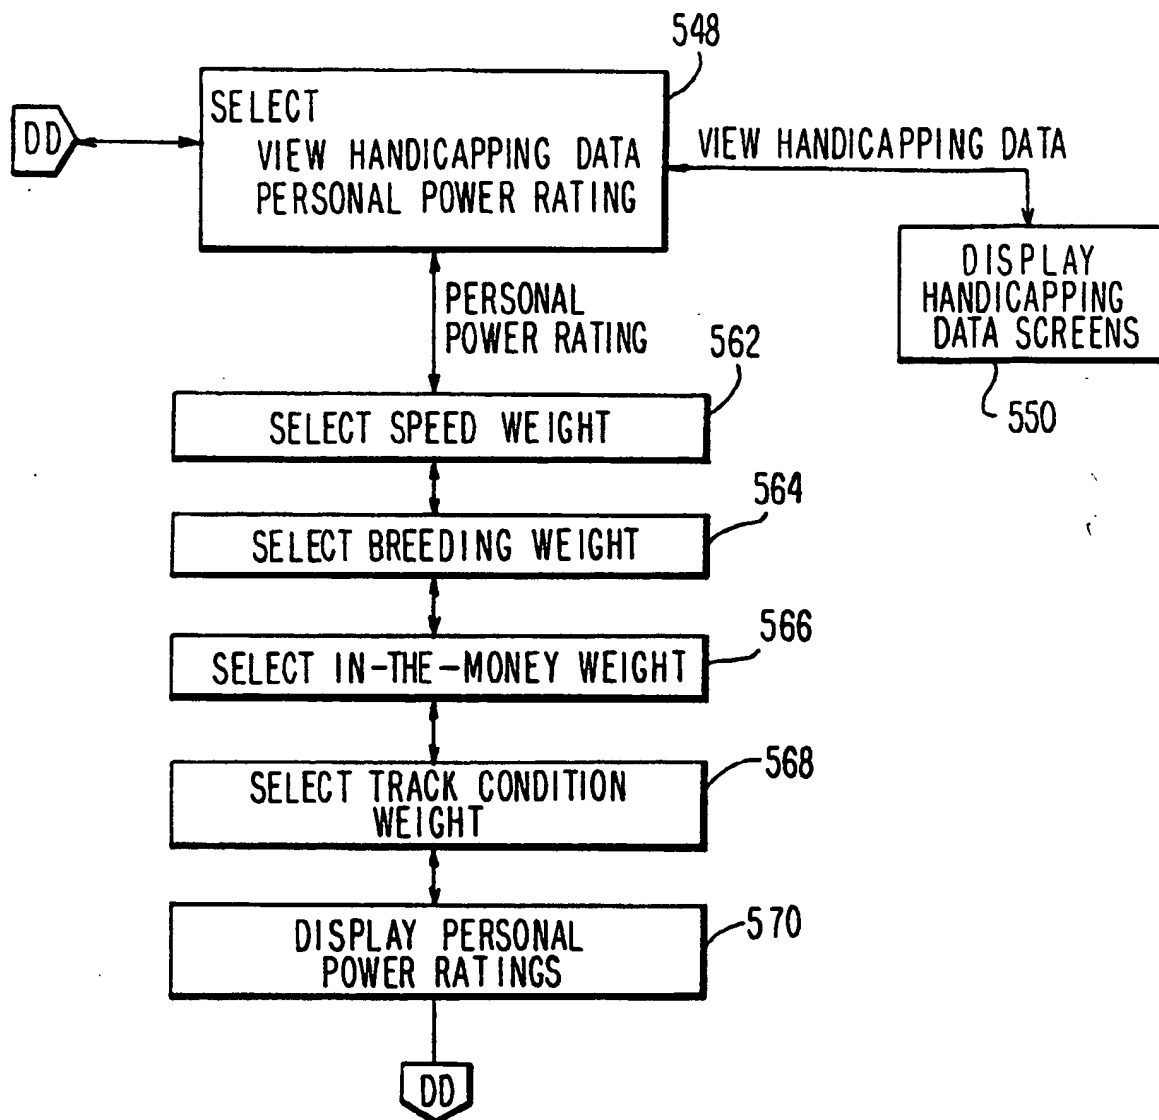 548
DD
SELECT
VIEW HANDICAPPING DATA
PERSONAL POWER RATING
VIEW HANDICAPPING DATA
DISPLAY
HANDICAPPING
DATA SCREENS
550
PERSONAL
POWER RATING
562
SELECT SPEED WEIGHT
564
SELECT BREEDING WEIGHT
566
SELECT IN-THE-MONEY WEIGHT
568
SELECT TRACK CONDITION
WEIGHT
570
DISPLAY PERSONAL
POWER RATINGS
DD